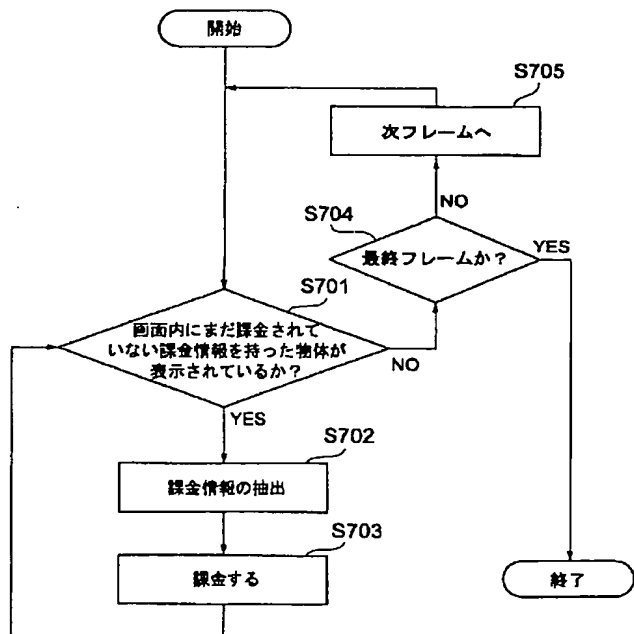 開始
S705
次フレームへ
NO
S704
最終フレームか？
YES
S701
画面内にまだ課金されて
いない課金情報を持った物体が
表示されているか？
NO
YES
S702
課金情報の抽出
S703
課金する
終了